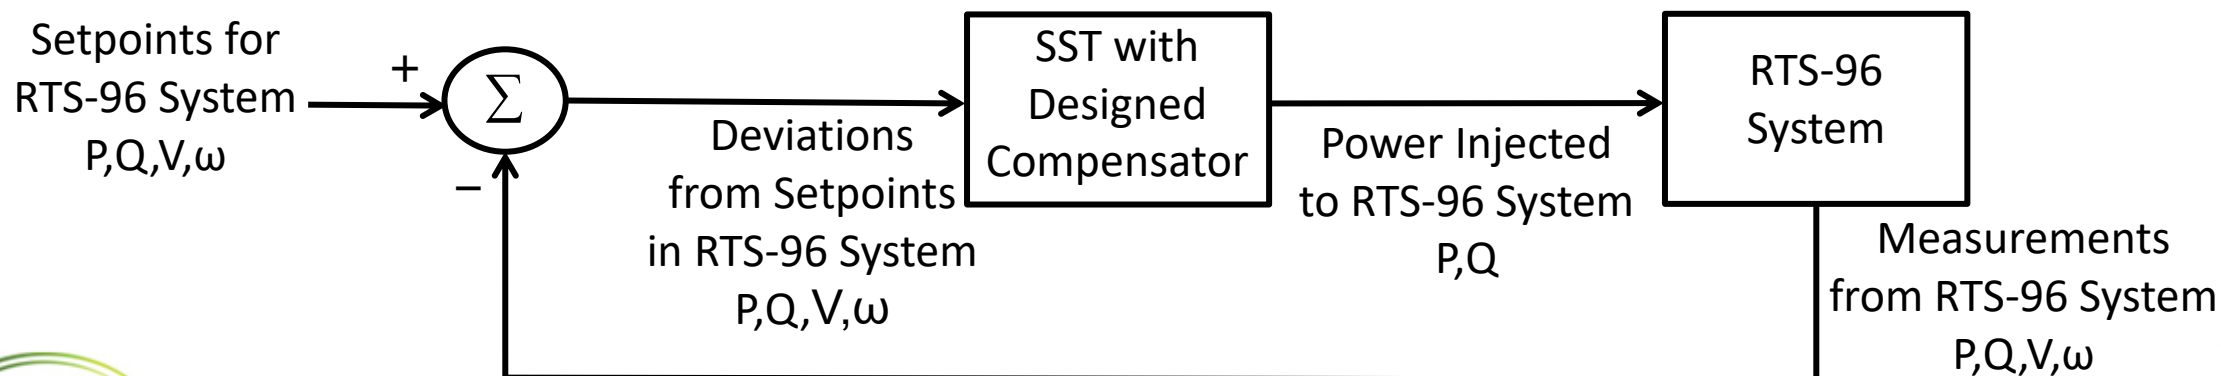 Setpoints for
RTS-96 System
P,Q,V,ω
+
−
Σ
Deviations
from Setpoints
in RTS-96 System
P,Q,V,ω
SST with
Designed
Compensator
Power Injected
to RTS-96 System
P,Q
RTS-96
System
Measurements
from RTS-96 System
P,Q,V,ω